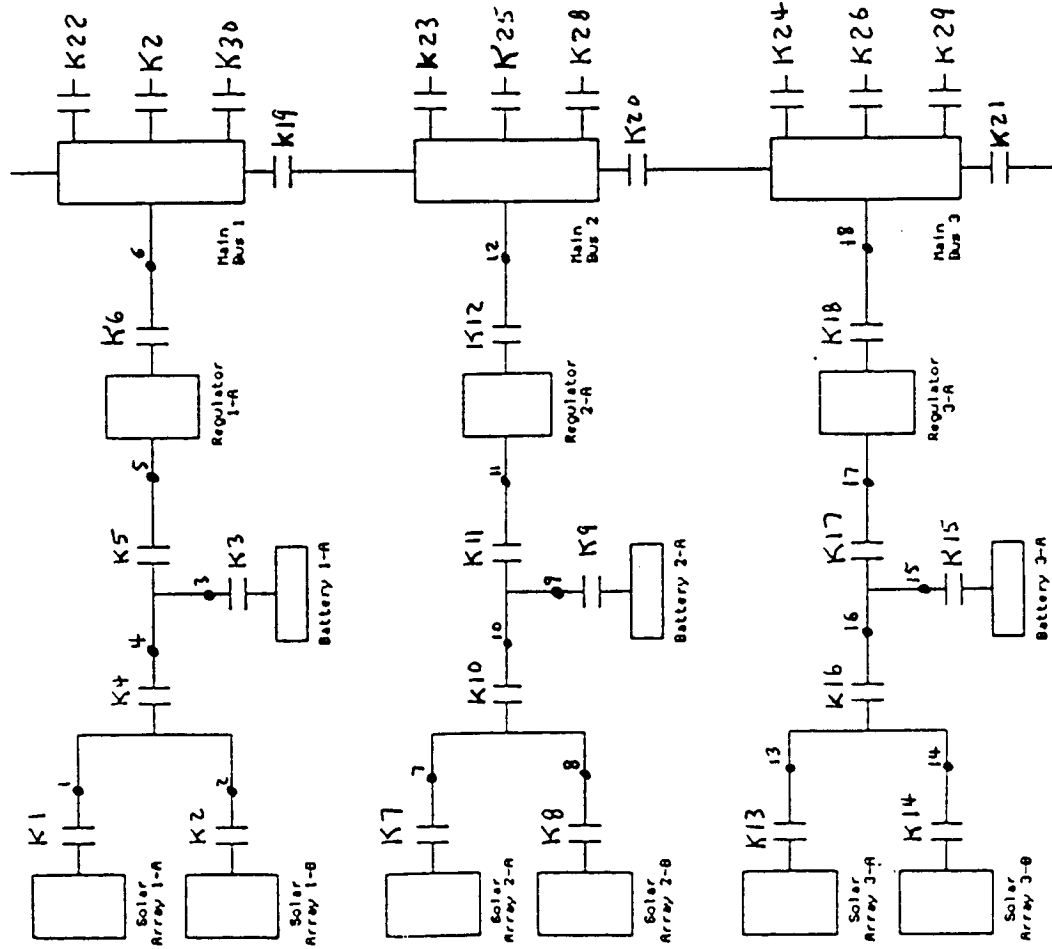 K22
K2
K30
K19
K23
K25
K28
K20
K24
K26
K29
K21
Main
Bus 1
Main
Bus 2
Main
Bus 3
6
12
18
K6
K12
K18
Regulator
1-A
Regulator
2-A
Regulator
3-A
5
11
17
K5
K3
K11
K9
K17
K15
3
9
15
Battery 1-A
Battery 2-A
Battery 3-A
4
10
16
K4
K10
K16
1
2
7
8
13
14
K1
K2
K7
K8
K13
K14
Solar
Array 1-A
Solar
Array 1-B
Solar
Array 2-A
Solar
Array 2-B
Solar
Array 3-A
Solar
Array 3-B